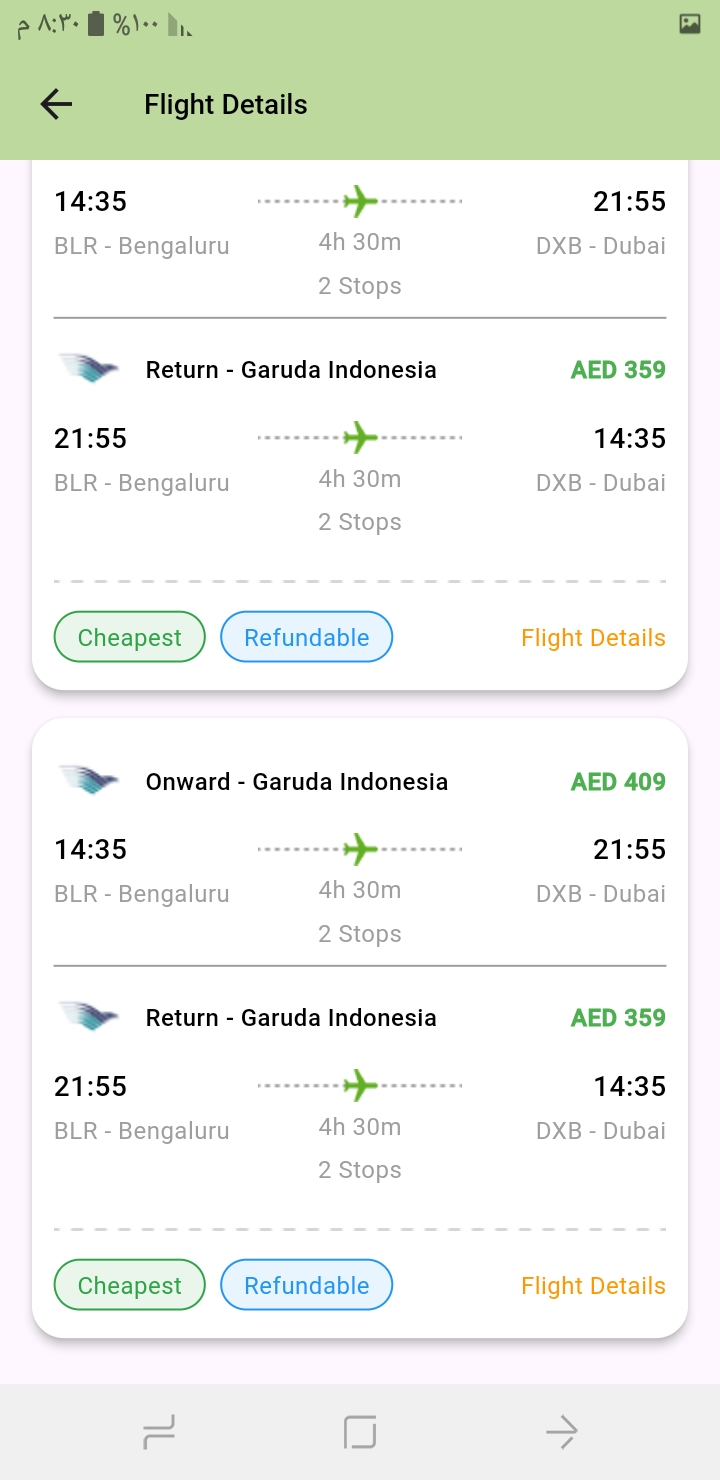 م ٨:٣٠ %١٠٠
Flight Details
14:35 21:55
BLR - Bengaluru 4h 30m DXB - Dubai
2 Stops
Return - Garuda Indonesia AED 359
21:55 14:35
BLR - Bengaluru 4h 30m DXB - Dubai
2 Stops
Cheapest Refundable Flight Details
Onward - Garuda Indonesia AED 409
14:35 21:55
BLR - Bengaluru 4h 30m DXB - Dubai
2 Stops
Return - Garuda Indonesia AED 359
21:55 14:35
BLR - Bengaluru 4h 30m DXB - Dubai
2 Stops
Cheapest Refundable Flight Details